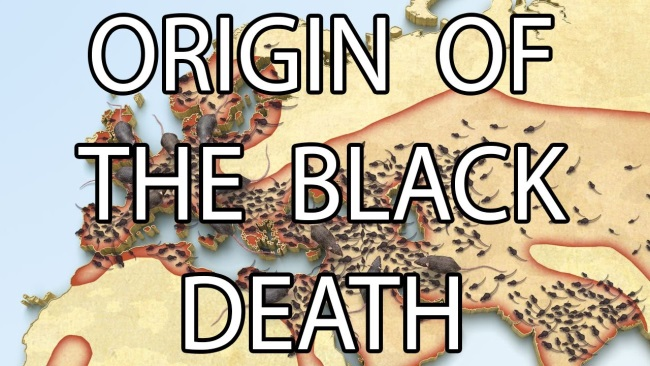 ORIGIN OF
THE BLACK
DEATH